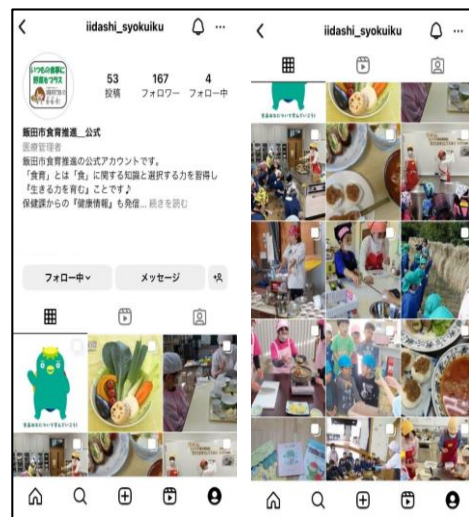 iidashi_syokuiku
いつもの食事に
野菜をプラス
53
167
4
投稿
フォロワー
フォロー中
飯田市食育推進__公式
医療管理者
飯田市食育推進の公式アカウントです。
「食育」とは「食」に関する知識と選択する力を習得し
『生きる力を育む』ことです♪
保健課からの『健康情報』も発信... 続きを読む
フォロー中
メッセージ
iidashi_syokuiku